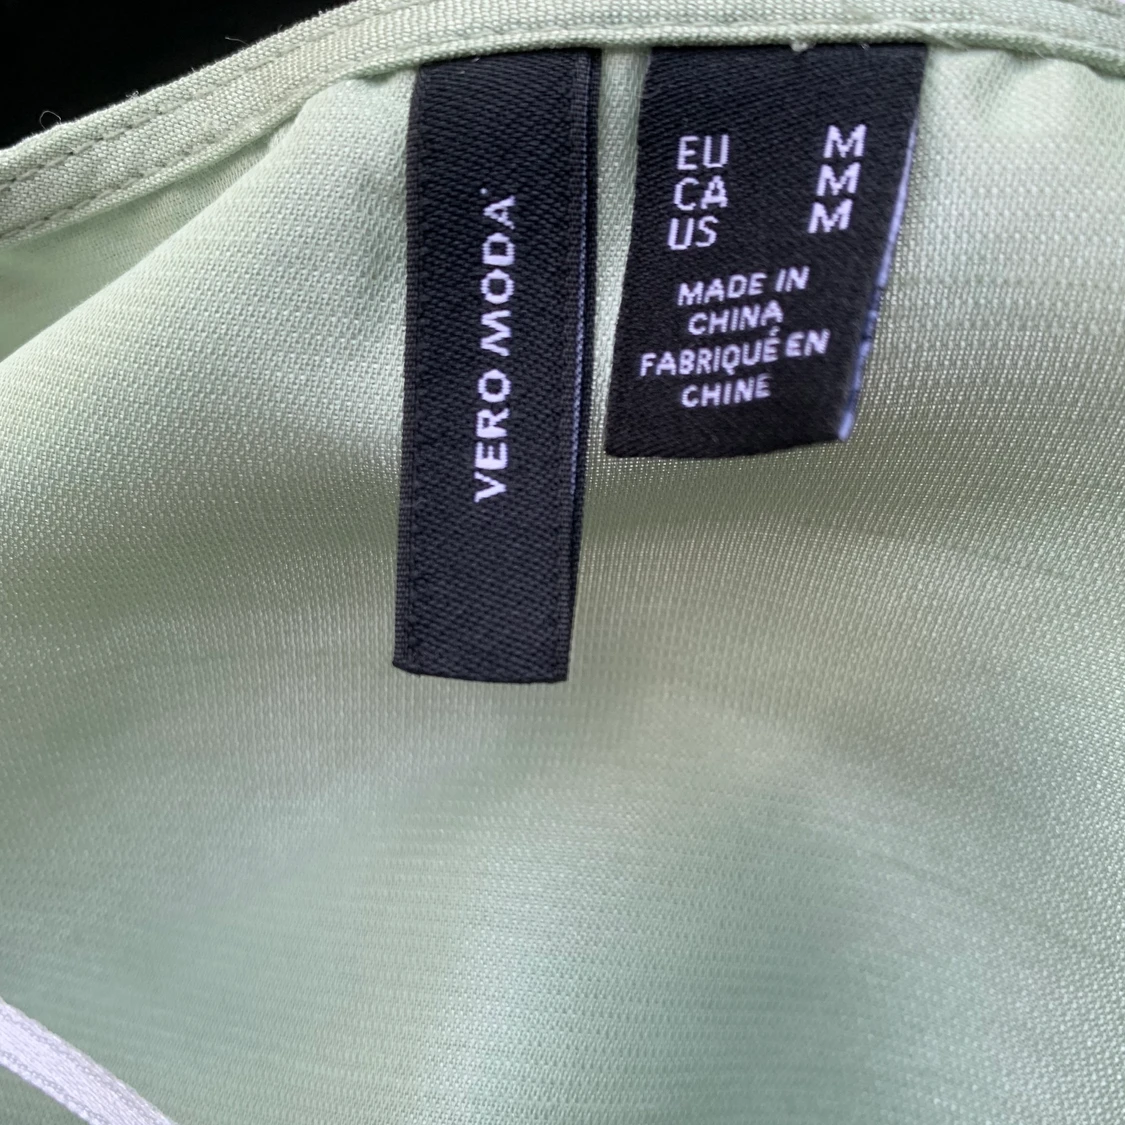 VERO MODA
EU M
CA M
US M
MADE IN
CHINA
FABRIQUÉ EN
CHINE